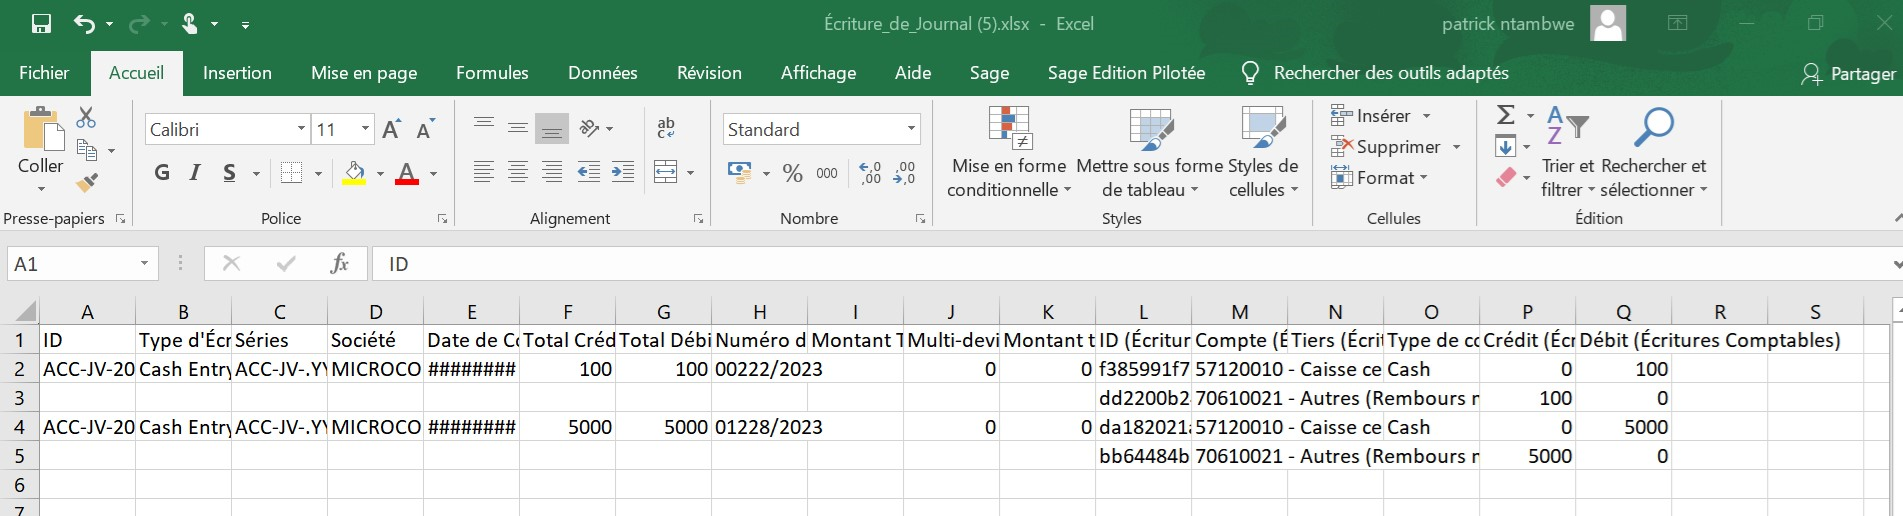 Écriture_de_Journal (5).xlsx - Excel
patrick ntambwe
Fichier Accueil Insertion Mise en page Formules Données Révision Affichage Aide Sage Sage Edition Pilotée Rechercher des outils adaptés Partager
Coller
Presse-papiers
Calibri 11
G I S
Police
ab
Alignement
Standard
% 000
Nombre
Mise en forme conditionnelle
Mettre sous forme de tableau
Styles de cellules
Styles
Insérer
Supprimer
Format
Cellules
Trier et filtrer
Rechercher et sélectionner
Édition
A1 fx ID
A B C D E F G H I J K L M N O P Q R S
1 ID Type d'Écr Séries Société Date de Co Total Créd Total Débi Numéro d Montant T Multi-devi Montant t ID (Écritur Compte (É Tiers (Écrit Type de co Crédit (Écr Débit (Écritures Comptables)
2 ACC-JV-20 Cash Entry ACC-JV-.YY MICROCO ######## 100 100 00222/2023 0 0 f385991f7 57120010 - Caisse ce Cash 0 100
3 dd2200b2 70610021 - Autres (Rembours n 100 0
4 ACC-JV-20 Cash Entry ACC-JV-.YY MICROCO ######## 5000 5000 01228/2023 0 0 da182021a 57120010 - Caisse ce Cash 0 5000
5 bb64484b 70610021 - Autres (Rembours n 5000 0
6
7